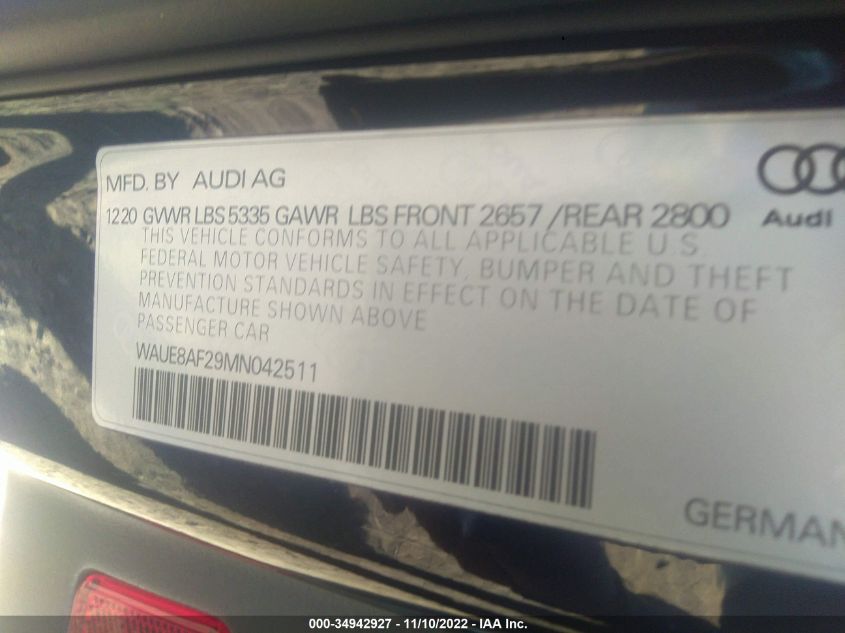 MFD. BY AUDI AG
1220 GVWR LBS 5335 GAWR LBS FRONT 2657 /REAR 2800
Audi
THIS VEHICLE CONFORMS TO ALL APPLICABLE U.S.
FEDERAL MOTOR VEHICLE SAFETY, BUMPER AND THEFT
PREVENTION STANDARDS IN EFFECT ON THE DATE OF
MANUFACTURE SHOWN ABOVE
PASSENGER CAR
WAUE8AF29MN042511
GERMAN
000-34942927 - 11/10/2022 - IAA Inc.